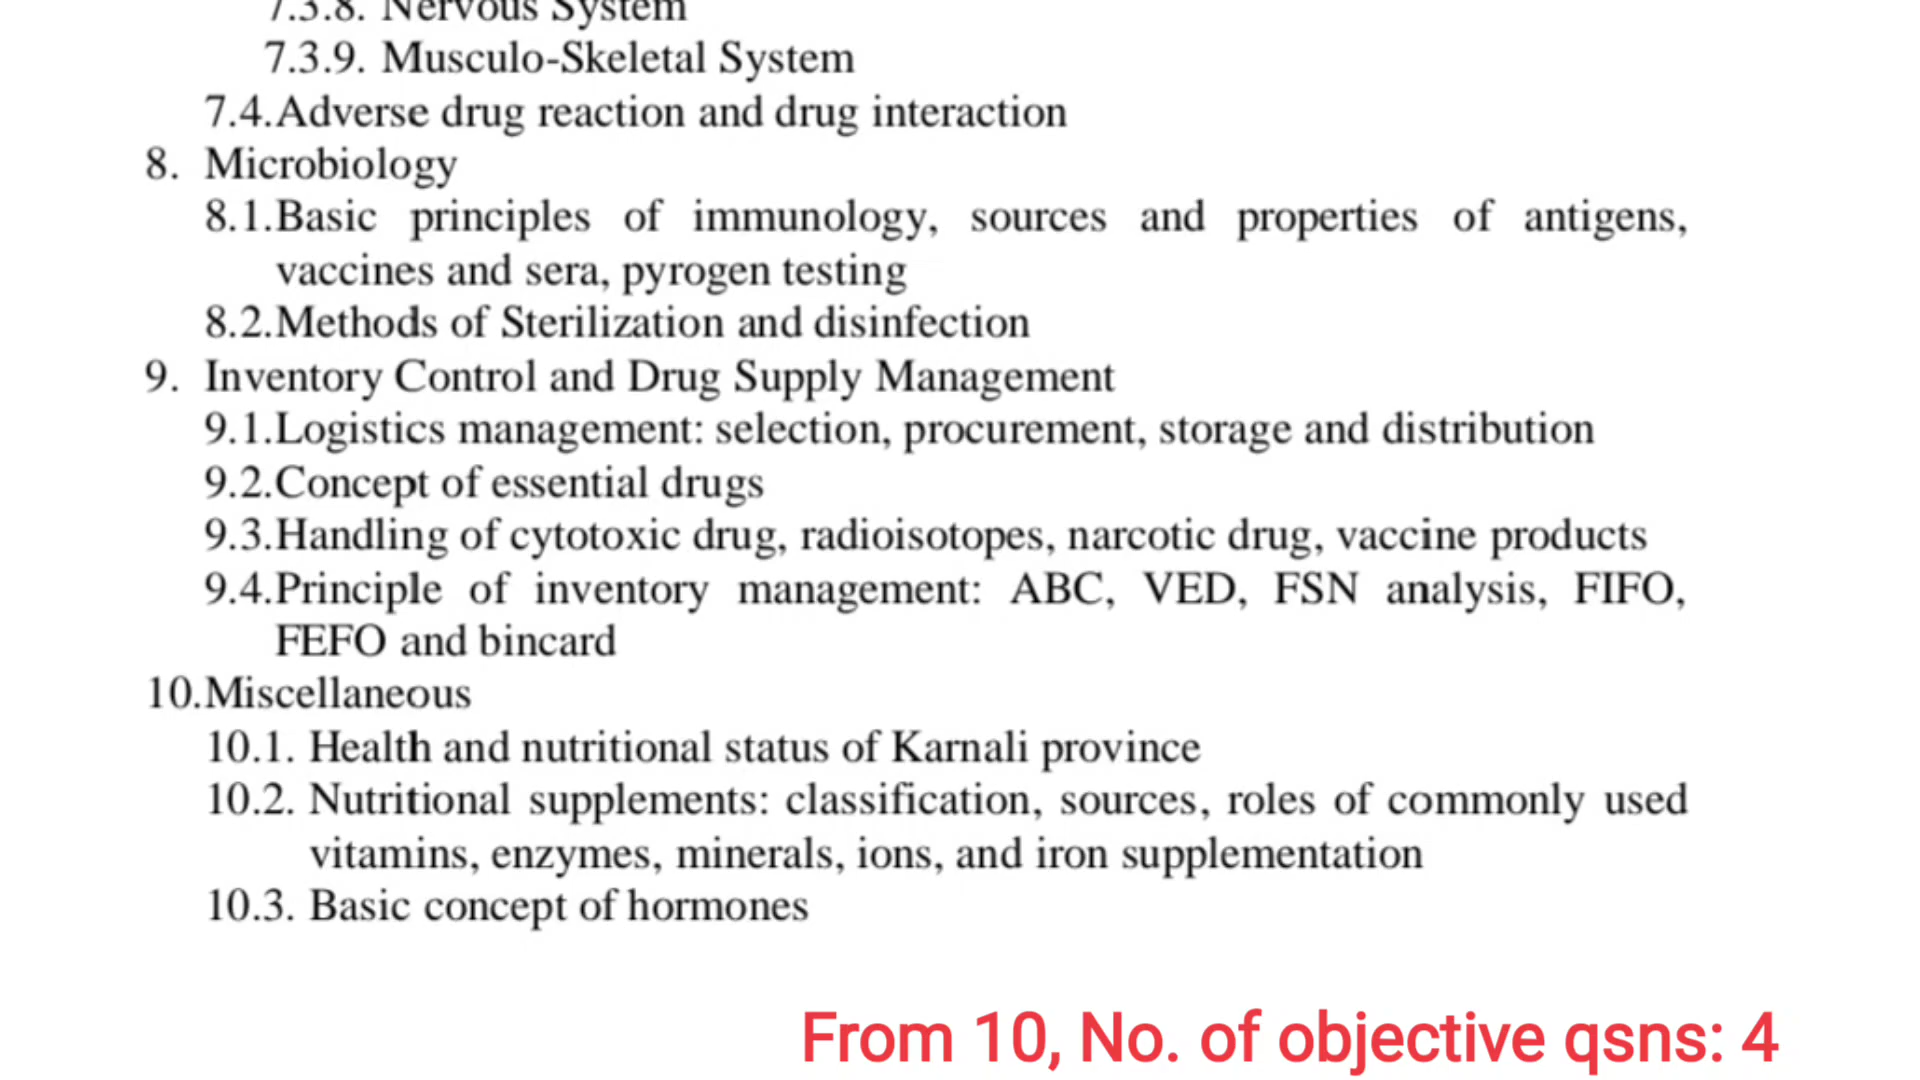 7.3.8. Nervous System
7.3.9. Musculo-Skeletal System
7.4.Adverse drug reaction and drug interaction
8. Microbiology
8.1.Basic principles of immunology, sources and properties of antigens,
vaccines and sera, pyrogen testing
8.2.Methods of Sterilization and disinfection
9. Inventory Control and Drug Supply Management
9.1.Logistics management: selection, procurement, storage and distribution
9.2.Concept of essential drugs
9.3.Handling of cytotoxic drug, radioisotopes, narcotic drug, vaccine products
9.4.Principle of inventory management: ABC, VED, FSN analysis, FIFO,
FEFO and bincard
10.Miscellaneous
10.1. Health and nutritional status of Karnali province
10.2. Nutritional supplements: classification, sources, roles of commonly used
vitamins, enzymes, minerals, ions, and iron supplementation
10.3. Basic concept of hormones
From 10, No. of objective qsns: 4